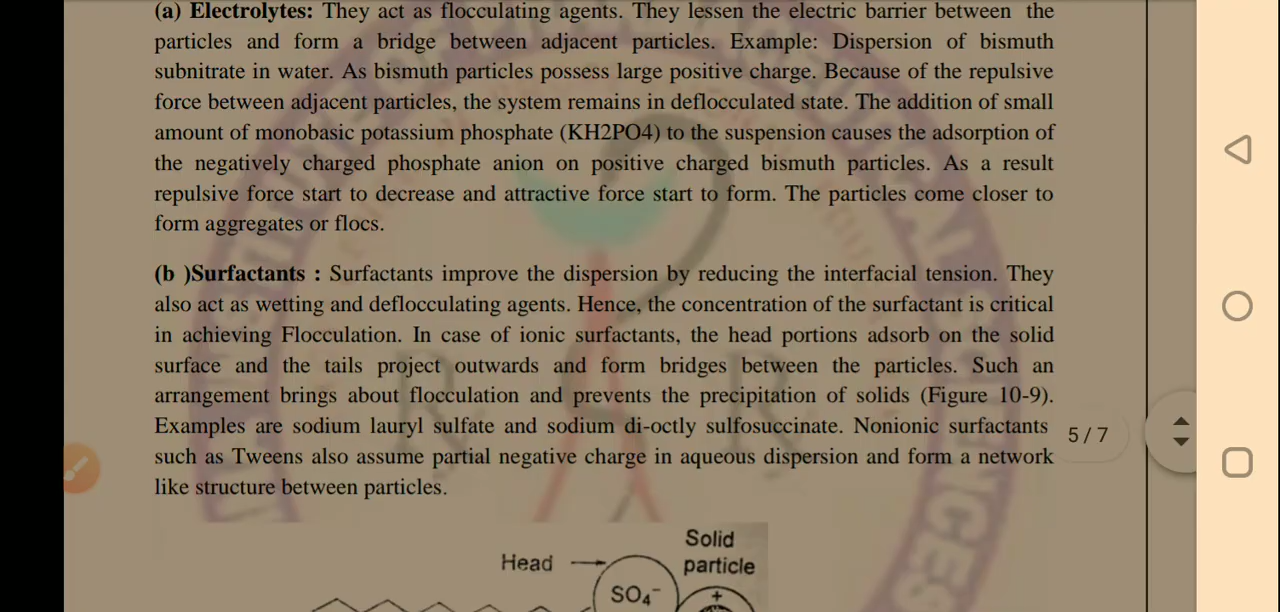 (a) Electrolytes: They act as flocculating agents. They lessen the electric barrier between the
particles and form a bridge between adjacent particles. Example: Dispersion of bismuth
subnitrate in water. As bismuth particles possess large positive charge. Because of the repulsive
force between adjacent particles, the system remains in deflocculated state. The addition of small
amount of monobasic potassium phosphate (KH2PO4) to the suspension causes the adsorption of
the negatively charged phosphate anion on positive charged bismuth particles. As a result
repulsive force start to decrease and attractive force start to form. The particles come closer to
form aggregates or flocs.
(b )Surfactants : Surfactants improve the dispersion by reducing the interfacial tension. They
also act as wetting and deflocculating agents. Hence, the concentration of the surfactant is critical
in achieving Flocculation. In case of ionic surfactants, the head portions adsorb on the solid
surface and the tails project outwards and form bridges between the particles. Such an
arrangement brings about flocculation and prevents the precipitation of solids (Figure 10-9).
Examples are sodium lauryl sulfate and sodium di-octly sulfosuccinate. Nonionic surfactants
such as Tweens also assume partial negative charge in aqueous dispersion and form a network
like structure between particles.
5 / 7
Solid
Head
particle
SO4-
+